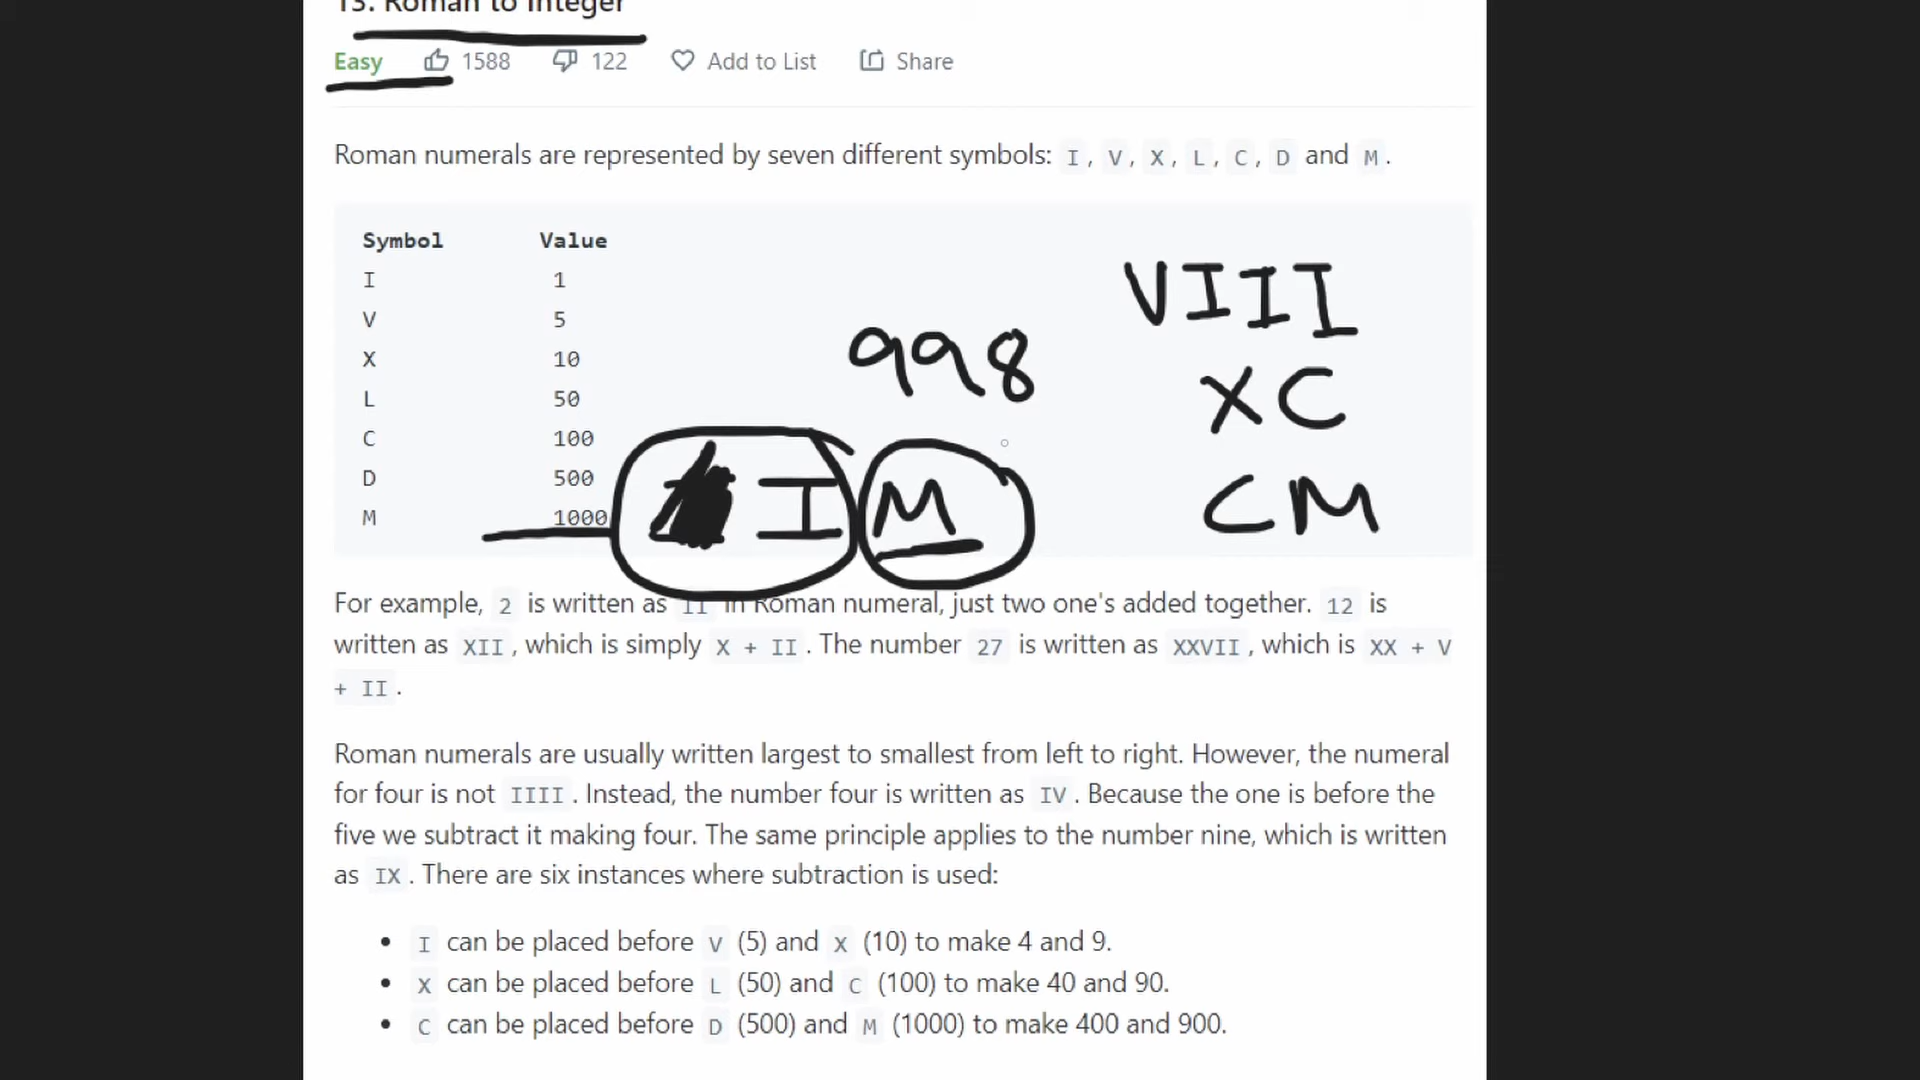 13. Roman to Integer
Easy 1588 122 Add to List Share
Roman numerals are represented by seven different symbols: I, V, X, L, C, D and M.
Symbol Value
I 1
V 5
X 10
L 50
C 100
D 500
M 1000
VIII
998
XC
I M
CM
For example, 2 is written as II in Roman numeral, just two one's added together. 12 is
written as XII, which is simply X + II. The number 27 is written as XXVII, which is XX + V
+ II.
Roman numerals are usually written largest to smallest from left to right. However, the numeral
for four is not IIII. Instead, the number four is written as IV. Because the one is before the
five we subtract it making four. The same principle applies to the number nine, which is written
as IX. There are six instances where subtraction is used:
• I can be placed before V (5) and X (10) to make 4 and 9.
• X can be placed before L (50) and C (100) to make 40 and 90.
• C can be placed before D (500) and M (1000) to make 400 and 900.